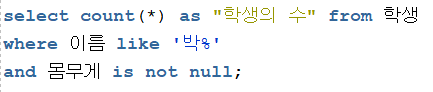 select count(*) as "학생의 수" from 학생
where 이름 like '박%'
and 몸무게 is not null;